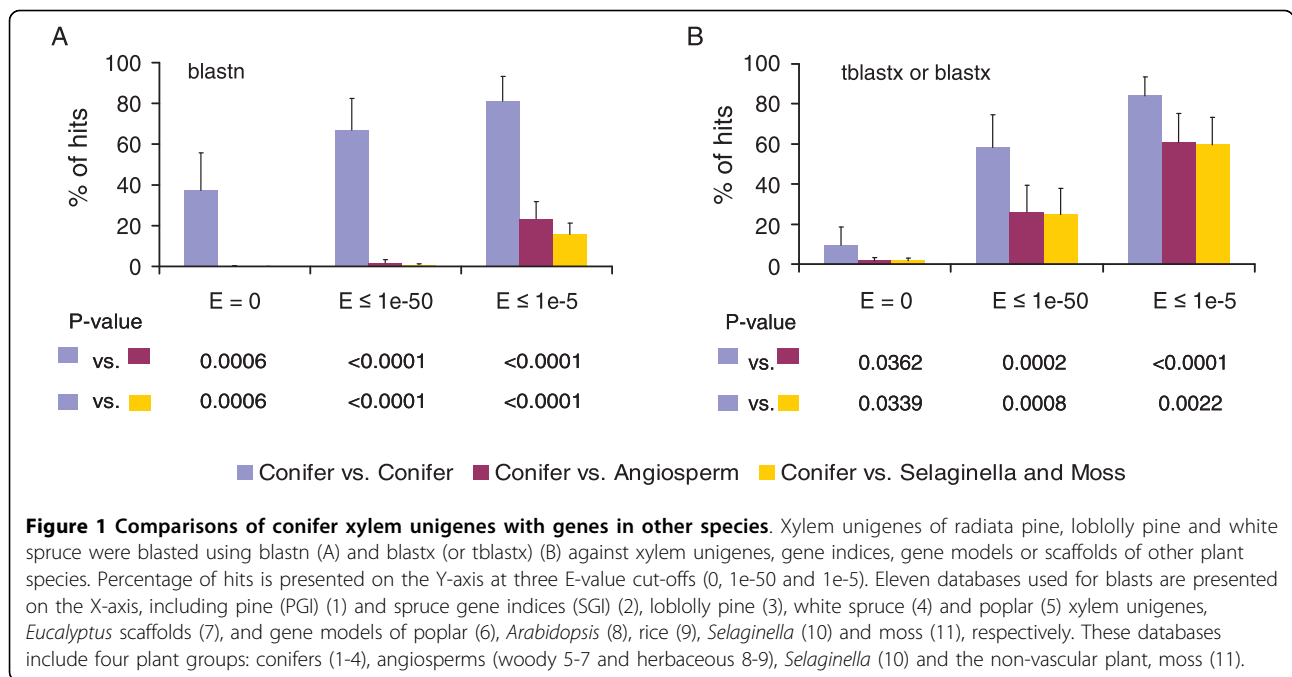 A
blastn
% of hits
100
80
60
40
20
0
E = 0 E ≤ 1e-50 E ≤ 1e-5
P-value
vs. 0.0006 <0.0001 <0.0001
vs. 0.0006 <0.0001 <0.0001
B
tblastx or blastx
% of hits
100
80
60
40
20
0
E = 0 E ≤ 1e-50 E ≤ 1e-5
P-value
vs. 0.0362 0.0002 <0.0001
vs. 0.0339 0.0008 0.0022
Conifer vs. Conifer Conifer vs. Angiosperm Conifer vs. Selaginella and Moss
Figure 1 Comparisons of conifer xylem unigenes with genes in other species. Xylem unigenes of radiata pine, loblolly pine and white
spruce were blasted using blastn (A) and blastx (or tblastx) (B) against xylem unigenes, gene indices, gene models or scaffolds of other plant
species. Percentage of hits is presented on the Y-axis at three E-value cut-offs (0, 1e-50 and 1e-5). Eleven databases used for blasts are presented
on the X-axis, including pine (PGI) (1) and spruce gene indices (SGI) (2), loblolly pine (3), white spruce (4) and poplar (5) xylem unigenes,
Eucalyptus scaffolds (7), and gene models of poplar (6), Arabidopsis (8), rice (9), Selaginella (10) and moss (11), respectively. These databases
include four plant groups: conifers (1-4), angiosperms (woody 5-7 and herbaceous 8-9), Selaginella (10) and the non-vascular plant, moss (11).